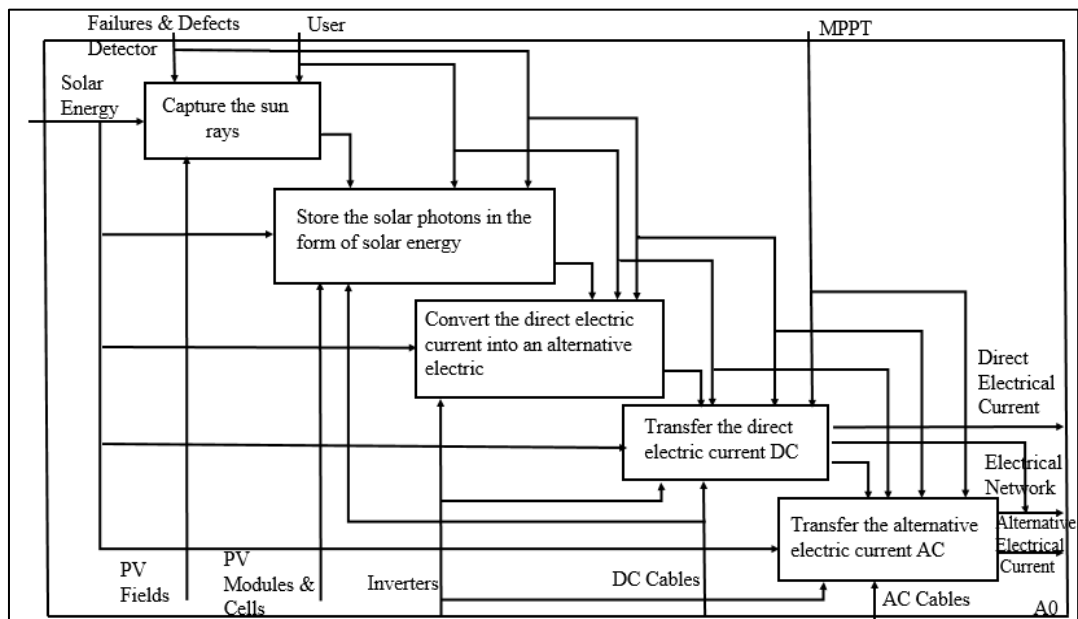 Failures & Defects
Detector
User
MPPT
Solar
Energy
Capture the sun
rays
Store the solar photons in the
form of solar energy
Convert the direct electric
current into an alternative
electric
Direct
Electrical
Current
Transfer the direct
electric current DC
Electrical
Network
Transfer the alternative
electric current AC
Alternative
Electrical
Current
PV
Fields
PV
Modules &
Cells
Inverters
DC Cables
AC Cables
A0